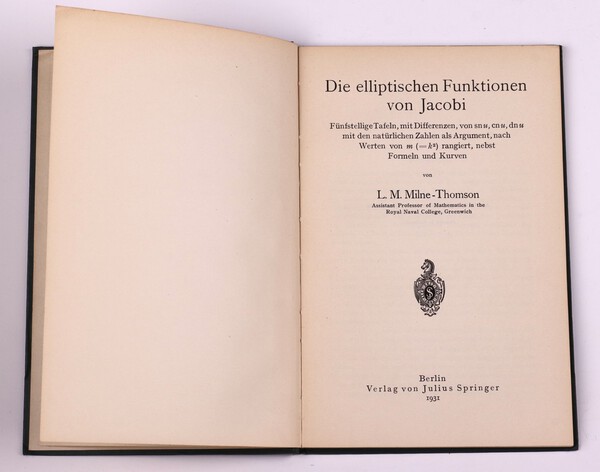 Die elliptischen Funktionen
von Jacobi
Fünfstellige Tafeln, mit Differenzen, von sn u, cn u, dn u
mit den natürlichen Zahlen als Argument, nach
Werten von m (=k²) rangiert, nebst
Formeln und Kurven
von
L. M. Milne-Thomson
Assistant Professor of Mathematics in the
Royal Naval College, Greenwich
S
Berlin
Verlag von Julius Springer
1931